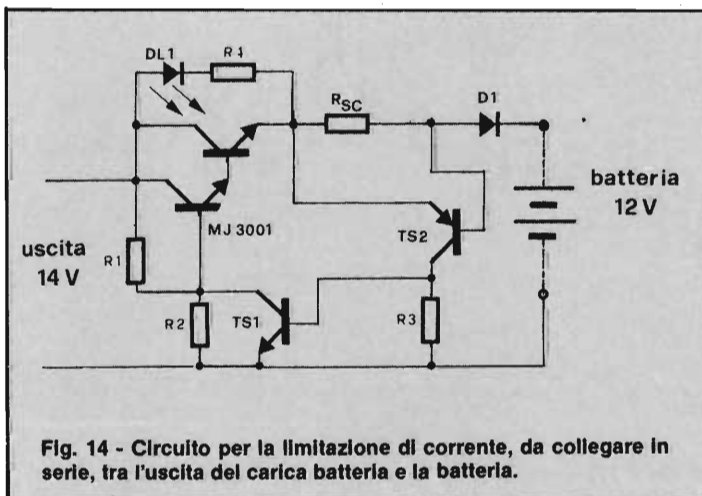 DL1
R4
RSC
D1
batteria
12 V
MJ 3001
TS2
uscita
14 V
R1
R2
TS1
R3
Fig. 14 - Circuito per la limitazione di corrente, da collegare in
serie, tra l'uscita del carica batteria e la batteria.